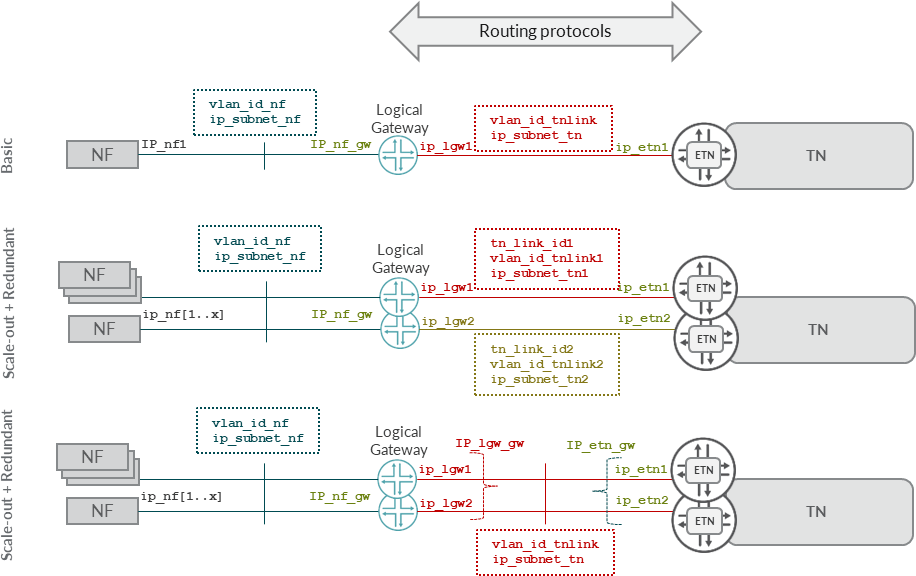 Routing protocols
Basic
vlan_id_nf
ip_subnet_nf
Logical
Gateway
vlan_id_tnlink
ip_subnet_tn
NF
IP_nf1
IP_nf_gw
ip_lgw1
ip_etn1
ETN
TN
Scale-out + Redundant
vlan_id_nf
ip_subnet_nf
Logical
Gateway
tn_link_id1
vlan_id_tnlink1
ip_subnet_tn1
NF
ip_lgw1
ip_etn1
ETN
NF
ip_nf[1..x]
IP_nf_gw
ip_lgw2
ip_etn2
ETN
TN
tn_link_id2
vlan_id_tnlink2
ip_subnet_tn2
Scale-out + Redundant
vlan_id_nf
ip_subnet_nf
Logical
Gateway
IP_lgw_gw
IP_etn_gw
NF
ip_lgw1
ip_etn1
ETN
NF
ip_nf[1..x]
IP_nf_gw
ip_lgw2
ip_etn2
ETN
TN
vlan_id_tnlink
ip_subnet_tn